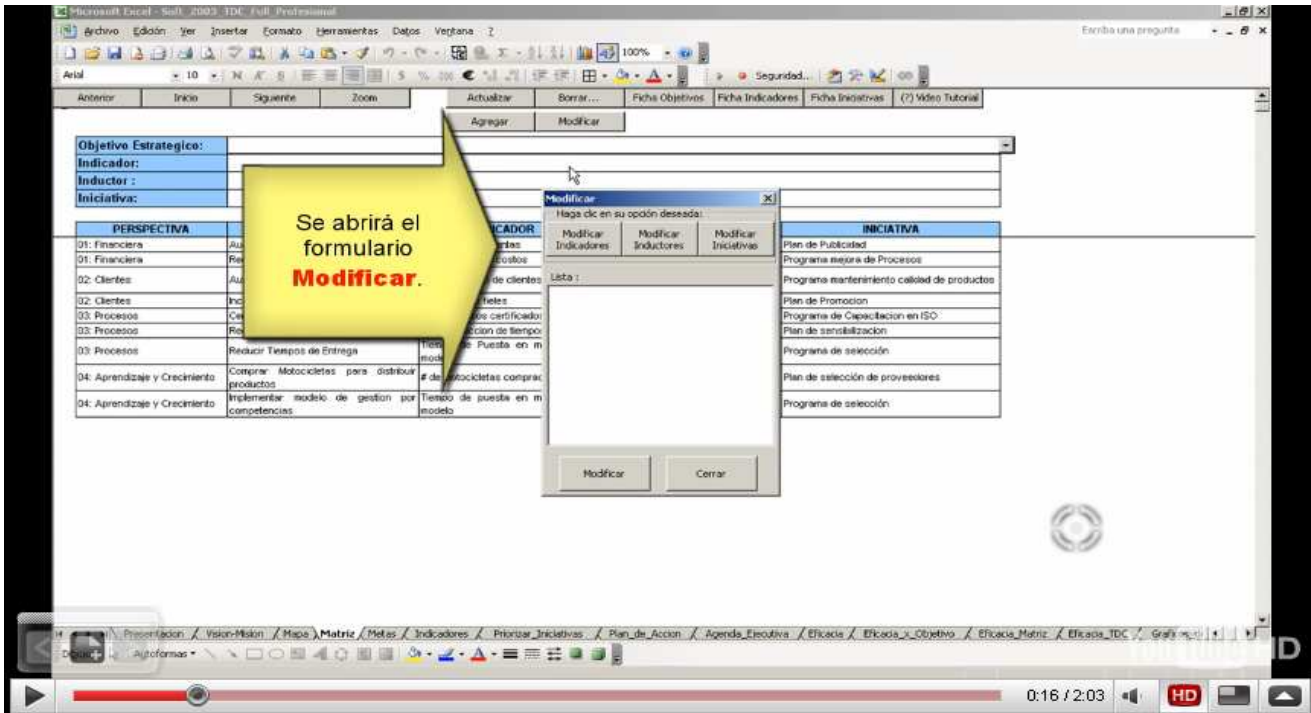 Microsoft Excel - Soft_2003_TDC_Full_Profesional
Archivo Edición Ver Insertar Formato Herramientas Datos Ventana ?
Escriba una pregunta
100%
Arial 10 N K S
Seguridad...
Anterior Inicio Siguiente Zoom Actualizar Borrar... Ficha Objetivos Ficha Indicadores Ficha Iniciativas (?) Video Tutorial
Agregar Modificar
Objetivo Estrategico:
Indicador:
Inductor :
Iniciativa:
Se abrirá el
formulario
Modificar.
Modificar
Haga clic en su opción deseada:
Modificar Indicadores
Modificar Inductores
Modificar Iniciativas
Lista :
Modificar Cerrar
PERSPECTIVA INICIATIVA
01: Financiera Plan de Publicidad
01: Financiera Programa mejora de Procesos
02: Clientes de clientes Programa mantenimiento calidad de productos
02: Clientes Plan de Promocion
03: Procesos Programa de Capacitacion en ISO
03: Procesos Plan de sensibilizacion
03: Procesos Reducir Tiempos de Entrega Programa de selección
04: Aprendizaje y Crecimiento Comprar Motocicletas para distribuir productos Plan de selección de proveedores
04: Aprendizaje y Crecimiento Implementar modelo de gestion por competencias Tiempo de puesta en modelo Programa de selección
Presentacion Vision-Mision Mapa Matriz Metas Indicadores Priorizar_Iniciativas Plan_de_Accion Agenda_Ejecutiva Eficacia Eficacia_x_Objetivo Eficacia_Matriz Eficacia_TDC
Autoformas
YouTube HD
0:16 / 2:03 HD